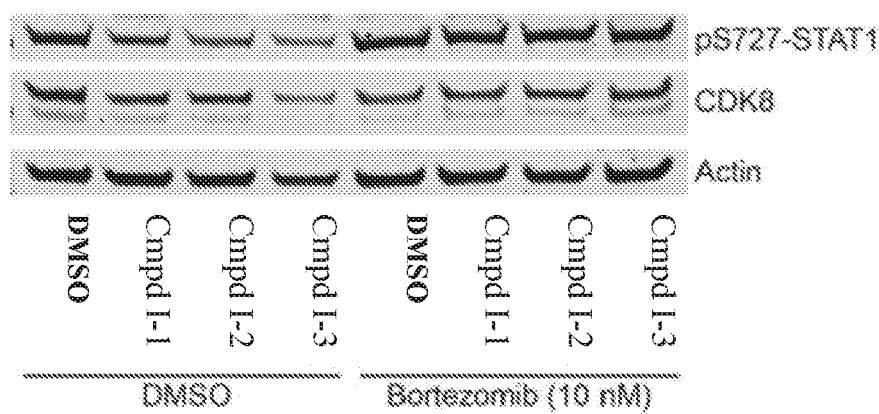 pS727-STAT1
CDK8
Actin
DMSO
Cmpd I-1
Cmpd I-2
Cmpd I-3
DMSO
Cmpd I-1
Cmpd I-2
Cmpd I-3
DMSO
Bortezomib (10 nM)